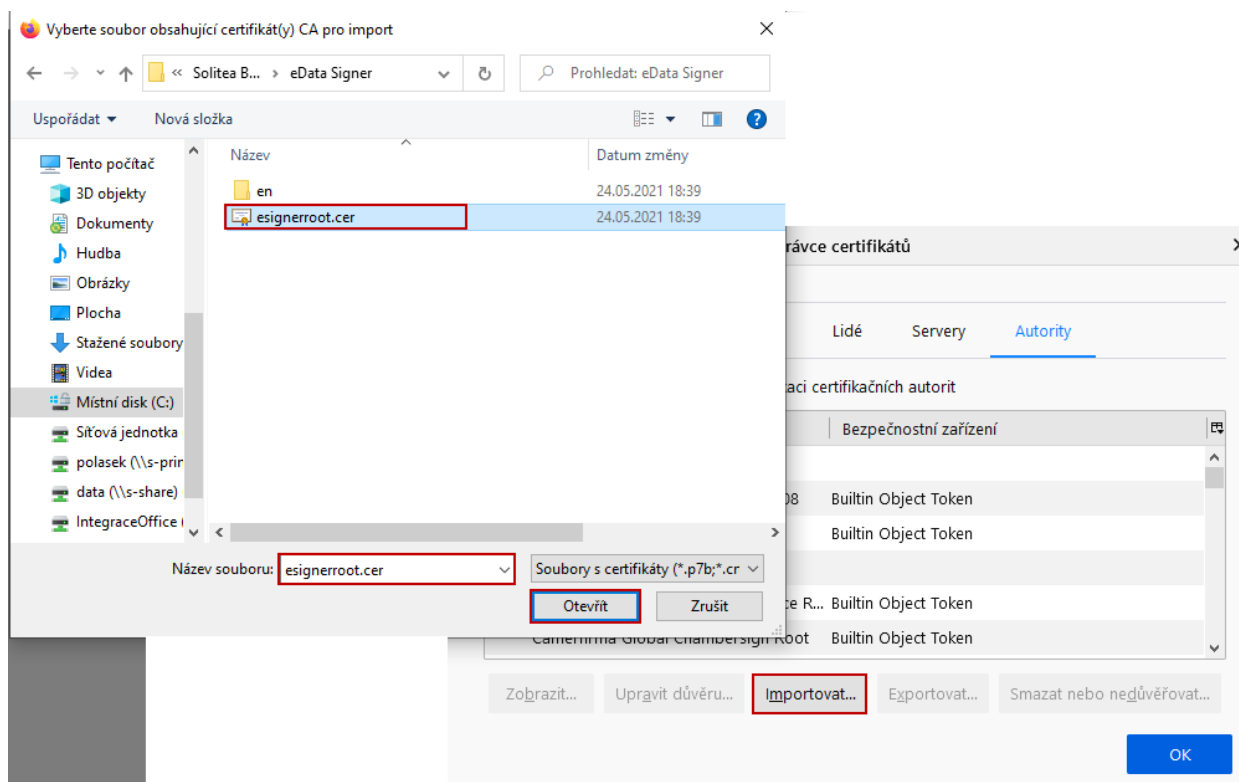 Vyberte soubor obsahující certifikát(y) CA pro import
« Solitea B... › eData Signer
Prohledat: eData Signer
Uspořádat
Nová složka
Název
Datum změny
Tento počítač
3D objekty
Dokumenty
Hudba
Obrázky
Plocha
Stažené soubory
Videa
Místní disk (C:)
Síťová jednotka
polasek (\\s-prir
data (\\s-share)
IntegraceOffice (
en 24.05.2021 18:39
esignerroot.cer 24.05.2021 18:39
Název souboru: esignerroot.cer
Soubory s certifikáty (*.p7b;*.cr
Otevřít
Zrušit
rávce certifikátů
Lidé
Servery
Autority
aci certifikačních autorit
Bezpečnostní zařízení
08 Builtin Object Token
Builtin Object Token
ce R... Builtin Object Token
Camerfirma Global Chambersign Root Builtin Object Token
Zobrazit...
Upravit důvěru...
Importovat...
Exportovat...
Smazat nebo nedůvěřovat...
OK